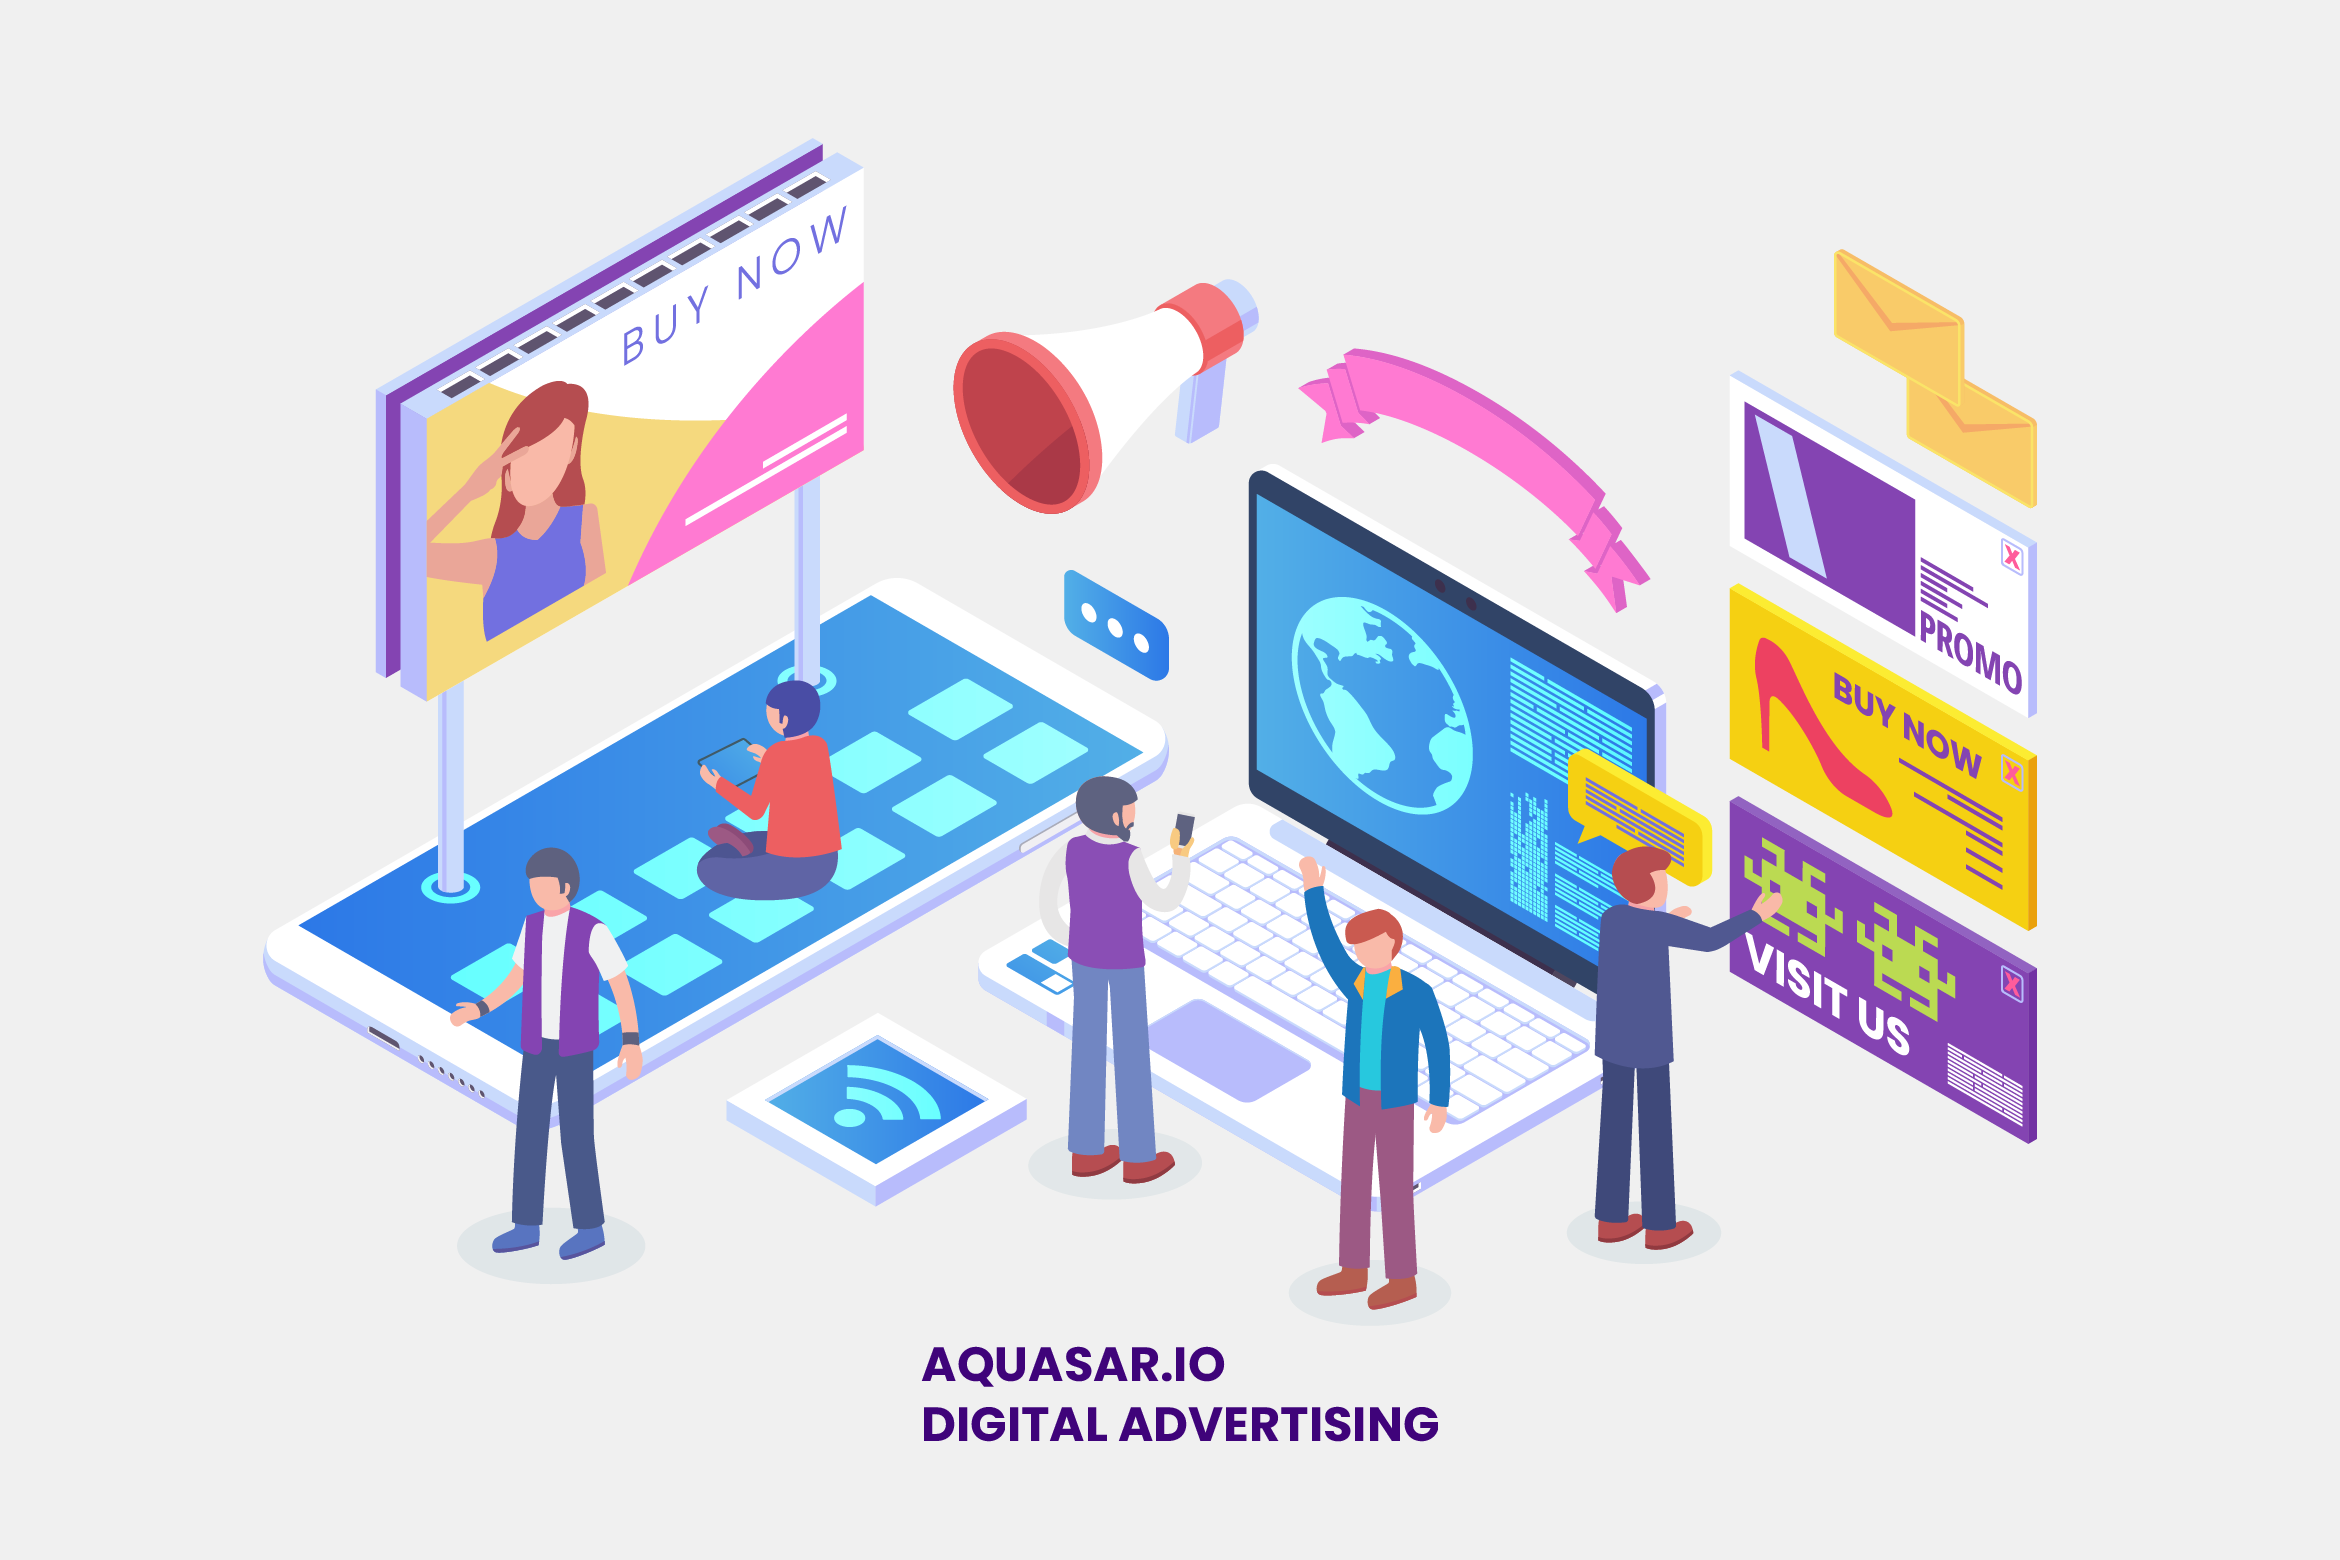 BUY NOW
X
PROMO
BUY NOW
X
X
VISIT US
AQUASAR.IO
DIGITAL ADVERTISING